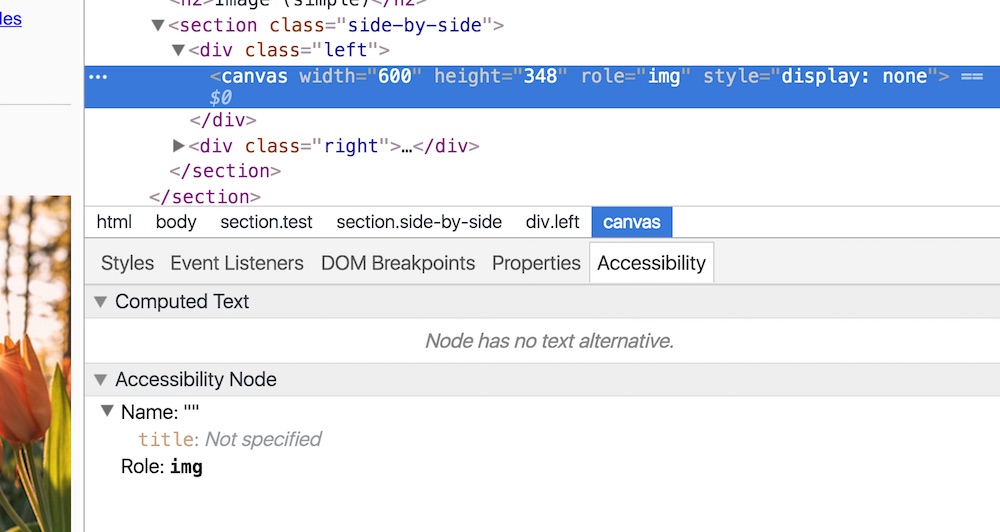 les
<h2>Image (simple)</h2>
▼<section class="side-by-side">
▼<div class="left">
…<canvas width="600" height="348" role="img" style="display: none"> ==
$0
</div>
▶<div class="right">…</div>
</section>
</section>
html body section.test section.side-by-side div.left canvas
Styles Event Listeners DOM Breakpoints Properties Accessibility
▼ Computed Text
Node has no text alternative.
▼ Accessibility Node
▼ Name: ""
title: Not specified
Role: img